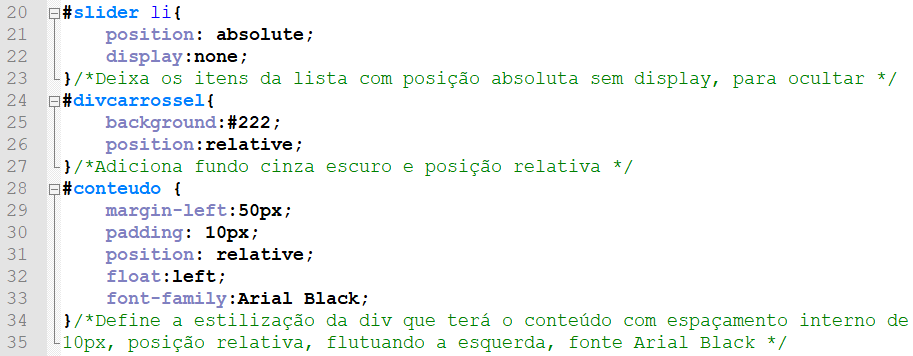 20 #slider li{
21 position: absolute;
22 display:none;
23 }/*Deixa os itens da lista com posição absoluta sem display, para ocultar */
24 #divcarrossel{
25 background:#222;
26 position:relative;
27 }/*Adiciona fundo cinza escuro e posição relativa */
28 #conteudo {
29 margin-left:50px;
30 padding: 10px;
31 position: relative;
32 float:left;
33 font-family:Arial Black;
34 }/*Define a estilização da div que terá o conteúdo com espaçamento interno de
35 10px, posição relativa, flutuando a esquerda, fonte Arial Black */